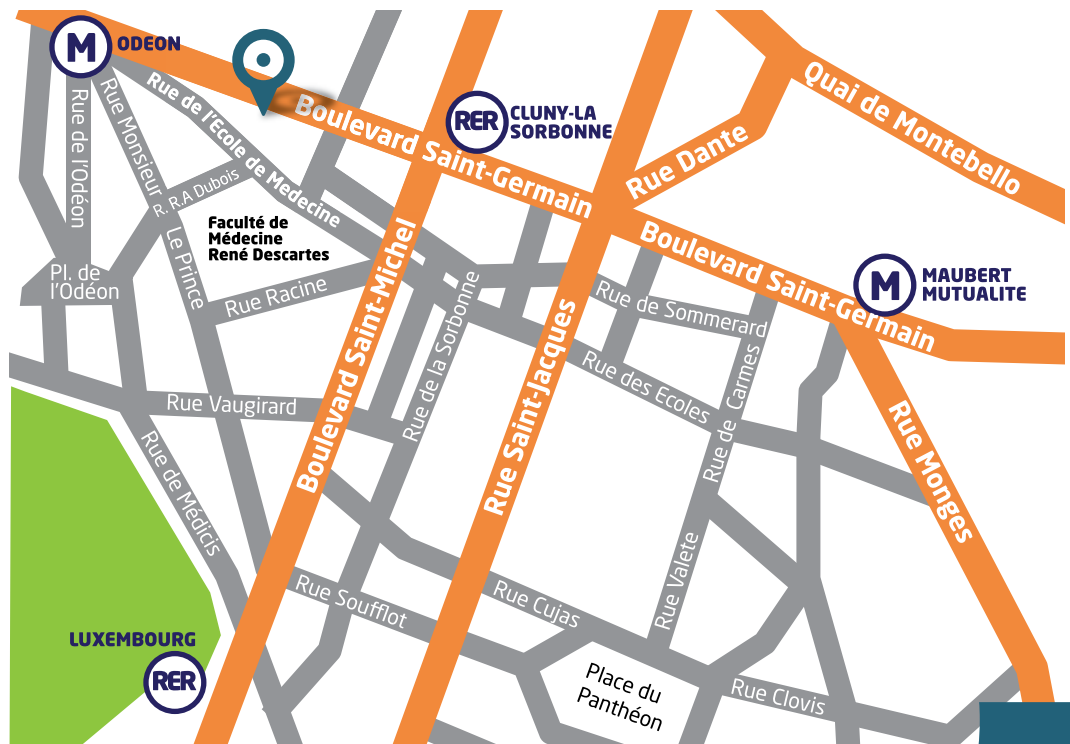 M
ODEON
Rue de l'Odéon
Rue Monsieur
Le Prince
Rue de l'Ecole de Medecine
R. R.A Dubois
Faculté de
Médecine
René Descartes
Boulevard Saint-Germain
RER
CLUNY-LA
SORBONNE
Rue Dante
Quai de Montebello
Boulevard Saint-Germain
M
MAUBERT
MUTUALITE
Pl. de
l'Odéon
Rue Racine
Boulevard Saint-Michel
Rue de la Sorbonne
Rue Saint-Jacques
Rue de Sommerard
Rue des Ecoles
Rue de Carmes
Rue Monges
Rue Vaugirard
Rue de Médicis
Rue Soufflot
Rue Cujas
Rue Valete
LUXEMBOURG
RER
Place du
Panthéon
Rue Clovis